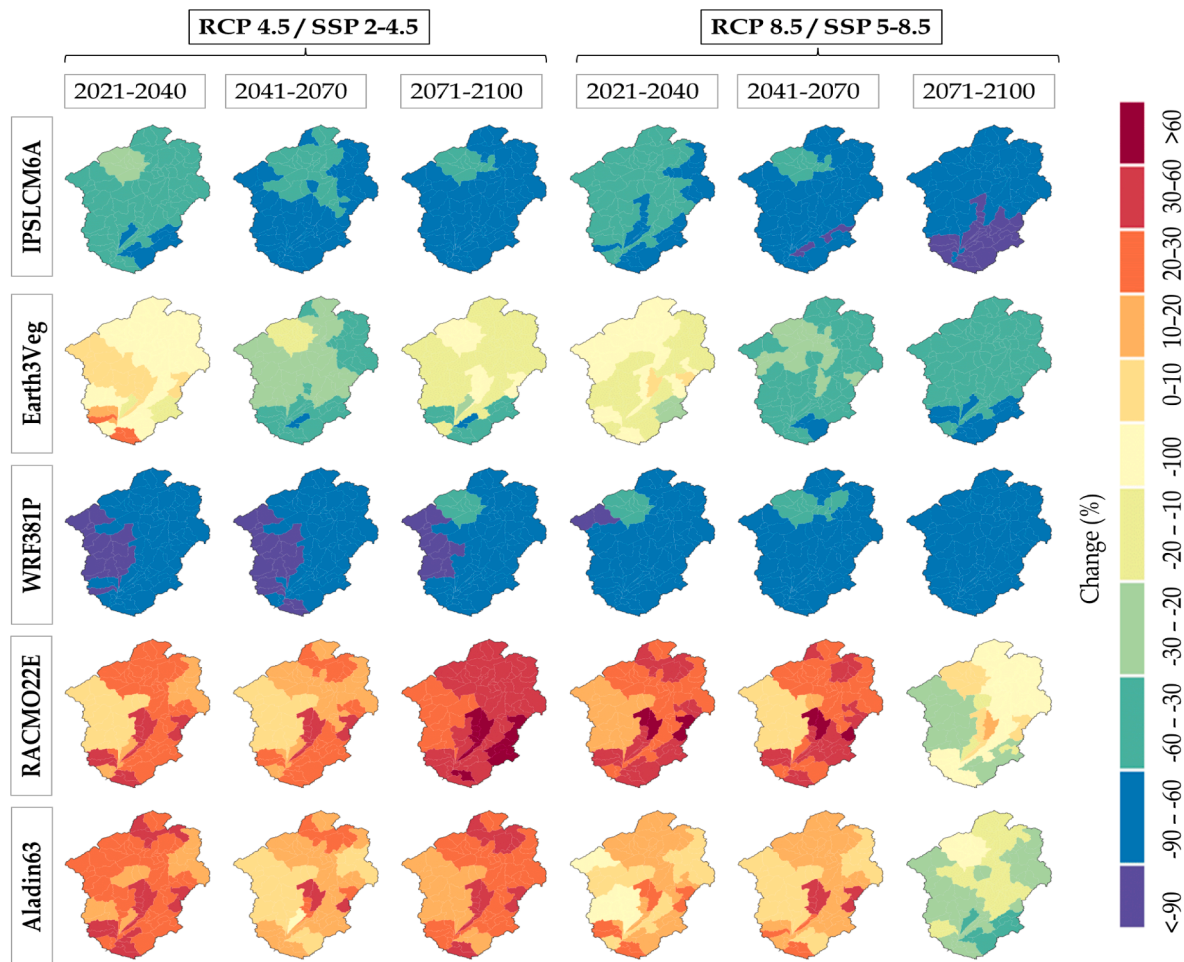 RCP 4.5 / SSP 2-4.5
RCP 8.5 / SSP 5-8.5
2021-2040
2041-2070
2071-2100
2021-2040
2041-2070
2071-2100
IPSLCM6A
Earth3Veg
WRF381P
RACMO22E
Aladin63
Change (%)
>60
30-60
20-30
10-20
0-10
-100
-20 – -10
-30 – -20
-60 – -30
-90 – -60
<-90